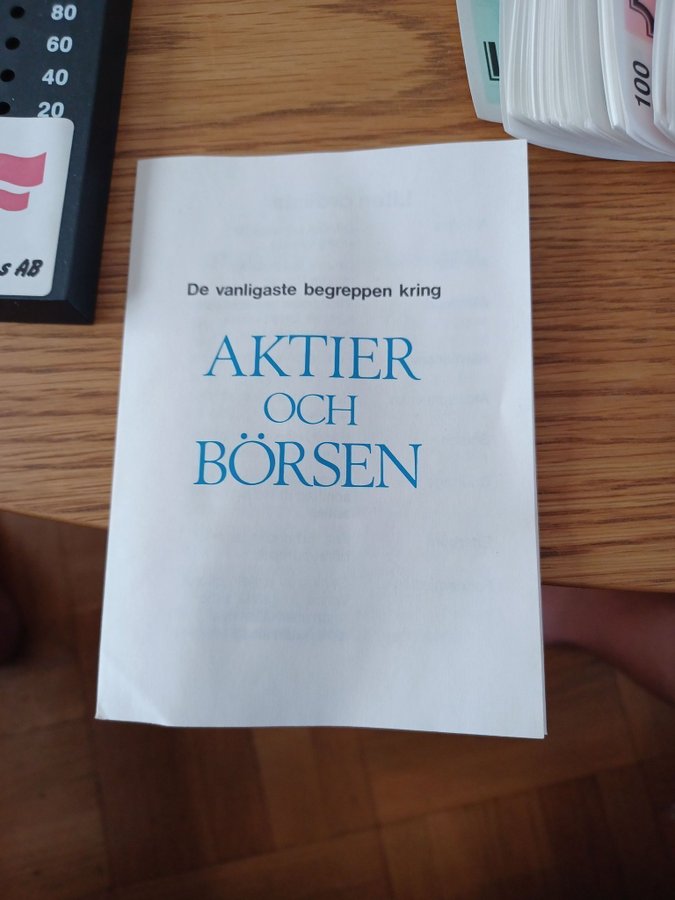 80
60
40
20
s AB
100
De vanligaste begreppen kring
AKTIER
OCH
BÖRSEN